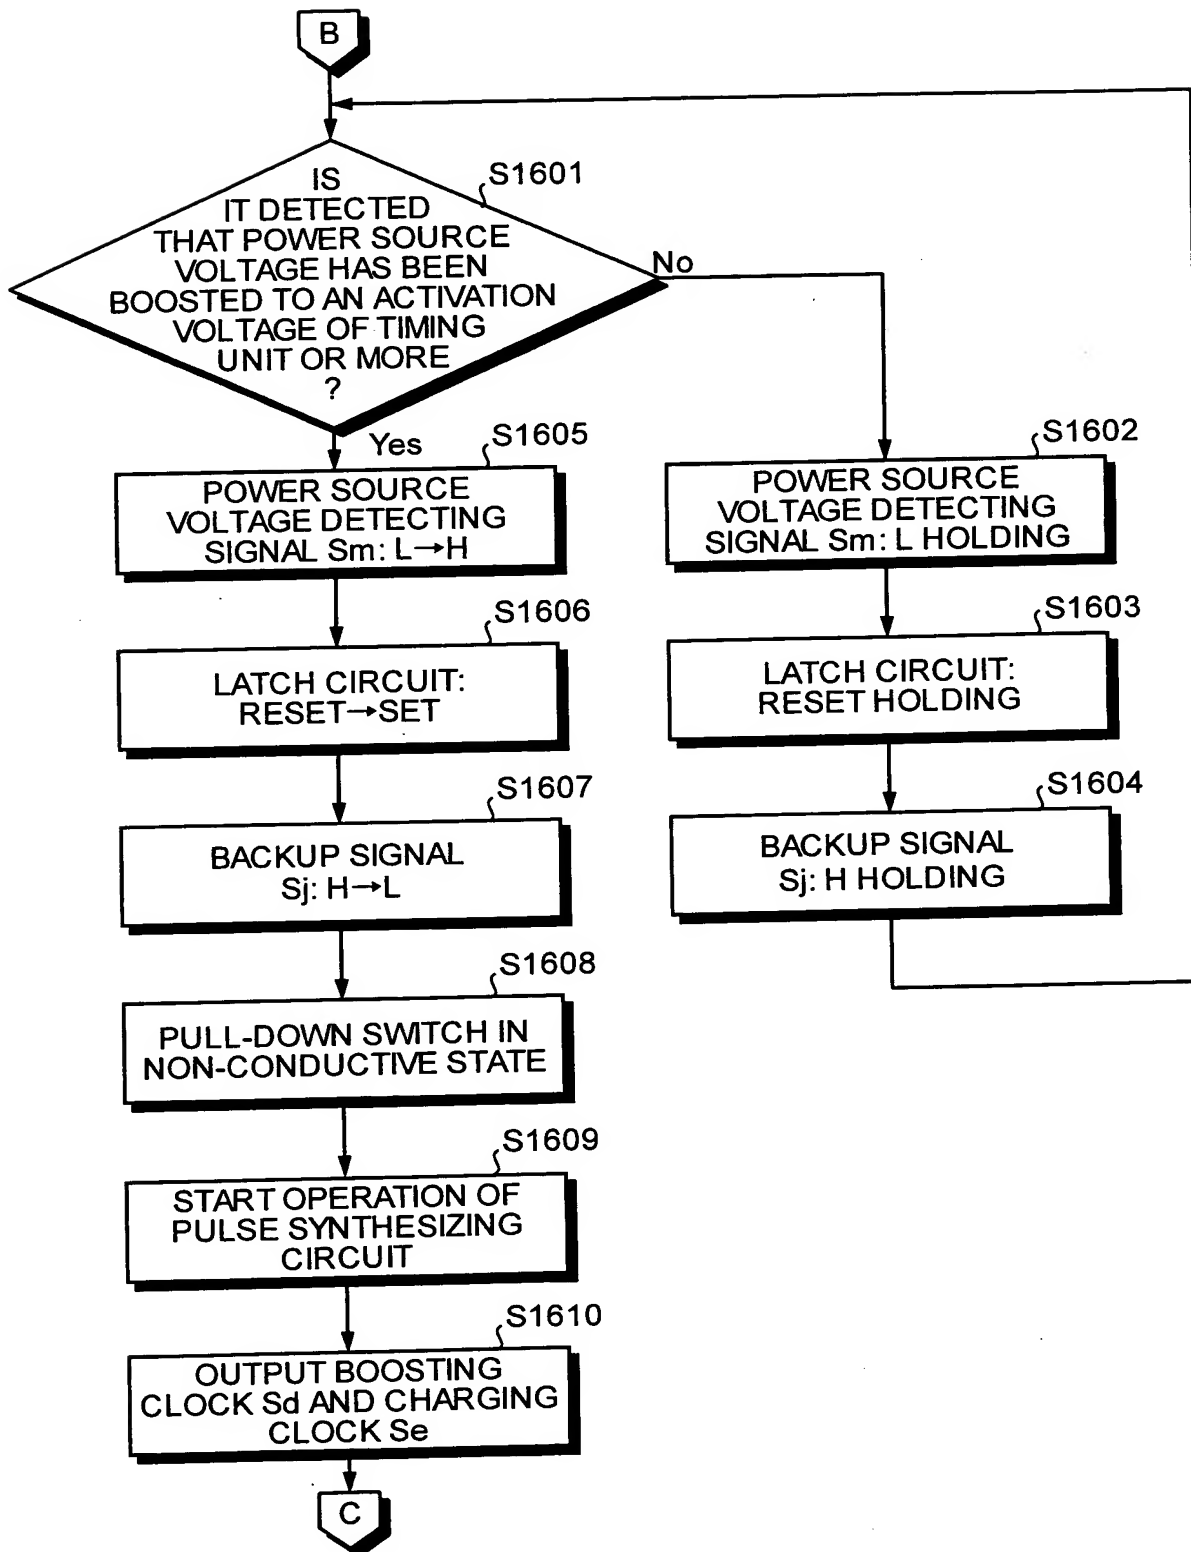 B
S1601
IS
IT DETECTED
THAT POWER SOURCE
VOLTAGE HAS BEEN
BOOSTED TO AN ACTIVATION
VOLTAGE OF TIMING
UNIT OR MORE
?
No
Yes
S1605
POWER SOURCE
VOLTAGE DETECTING
SIGNAL Sm: L→H
S1602
POWER SOURCE
VOLTAGE DETECTING
SIGNAL Sm: L HOLDING
S1606
LATCH CIRCUIT:
RESET→SET
S1603
LATCH CIRCUIT:
RESET HOLDING
S1607
BACKUP SIGNAL
Sj: H→L
S1604
BACKUP SIGNAL
Sj: H HOLDING
S1608
PULL-DOWN SWITCH IN
NON-CONDUCTIVE STATE
S1609
START OPERATION OF
PULSE SYNTHESIZING
CIRCUIT
S1610
OUTPUT BOOSTING
CLOCK Sd AND CHARGING
CLOCK Se
C